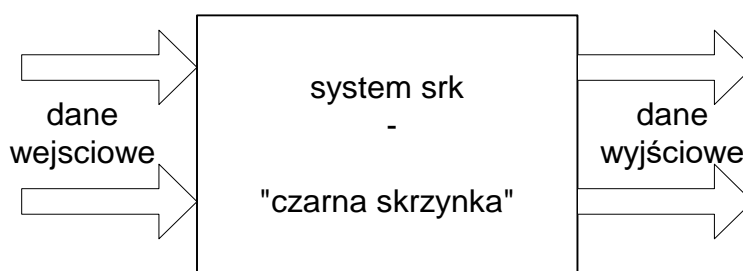 dane
wejsciowe
system srk
-
"czarna skrzynka"
dane
wyjściowe